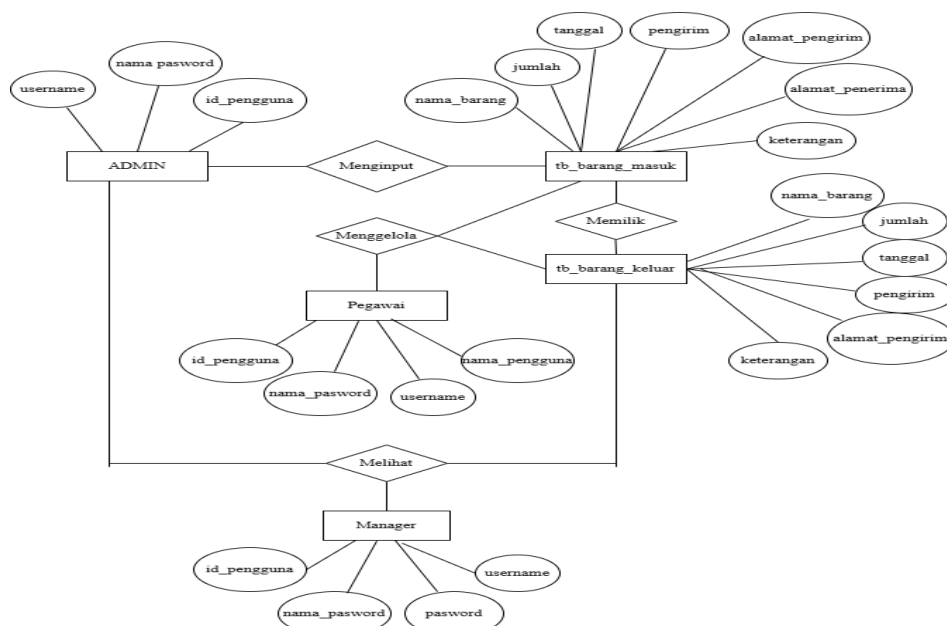 tanggal
pengirim
alamat_pengirim
nama pasword
jumlah
username
id_pengguna
nama_barang
alamat_penerima
keterangan
ADMIN
Menginput
tb_barang_masuk
nama_barang
Memilik
jumlah
Menggelola
tanggal
tb_barang_keluar
pengirim
Pegawai
alamat_pengirim
id_pengguna
nama_pengguna
keterangan
nama_pasword
username
Melihat
Manager
id_pengguna
username
nama_pasword
pasword